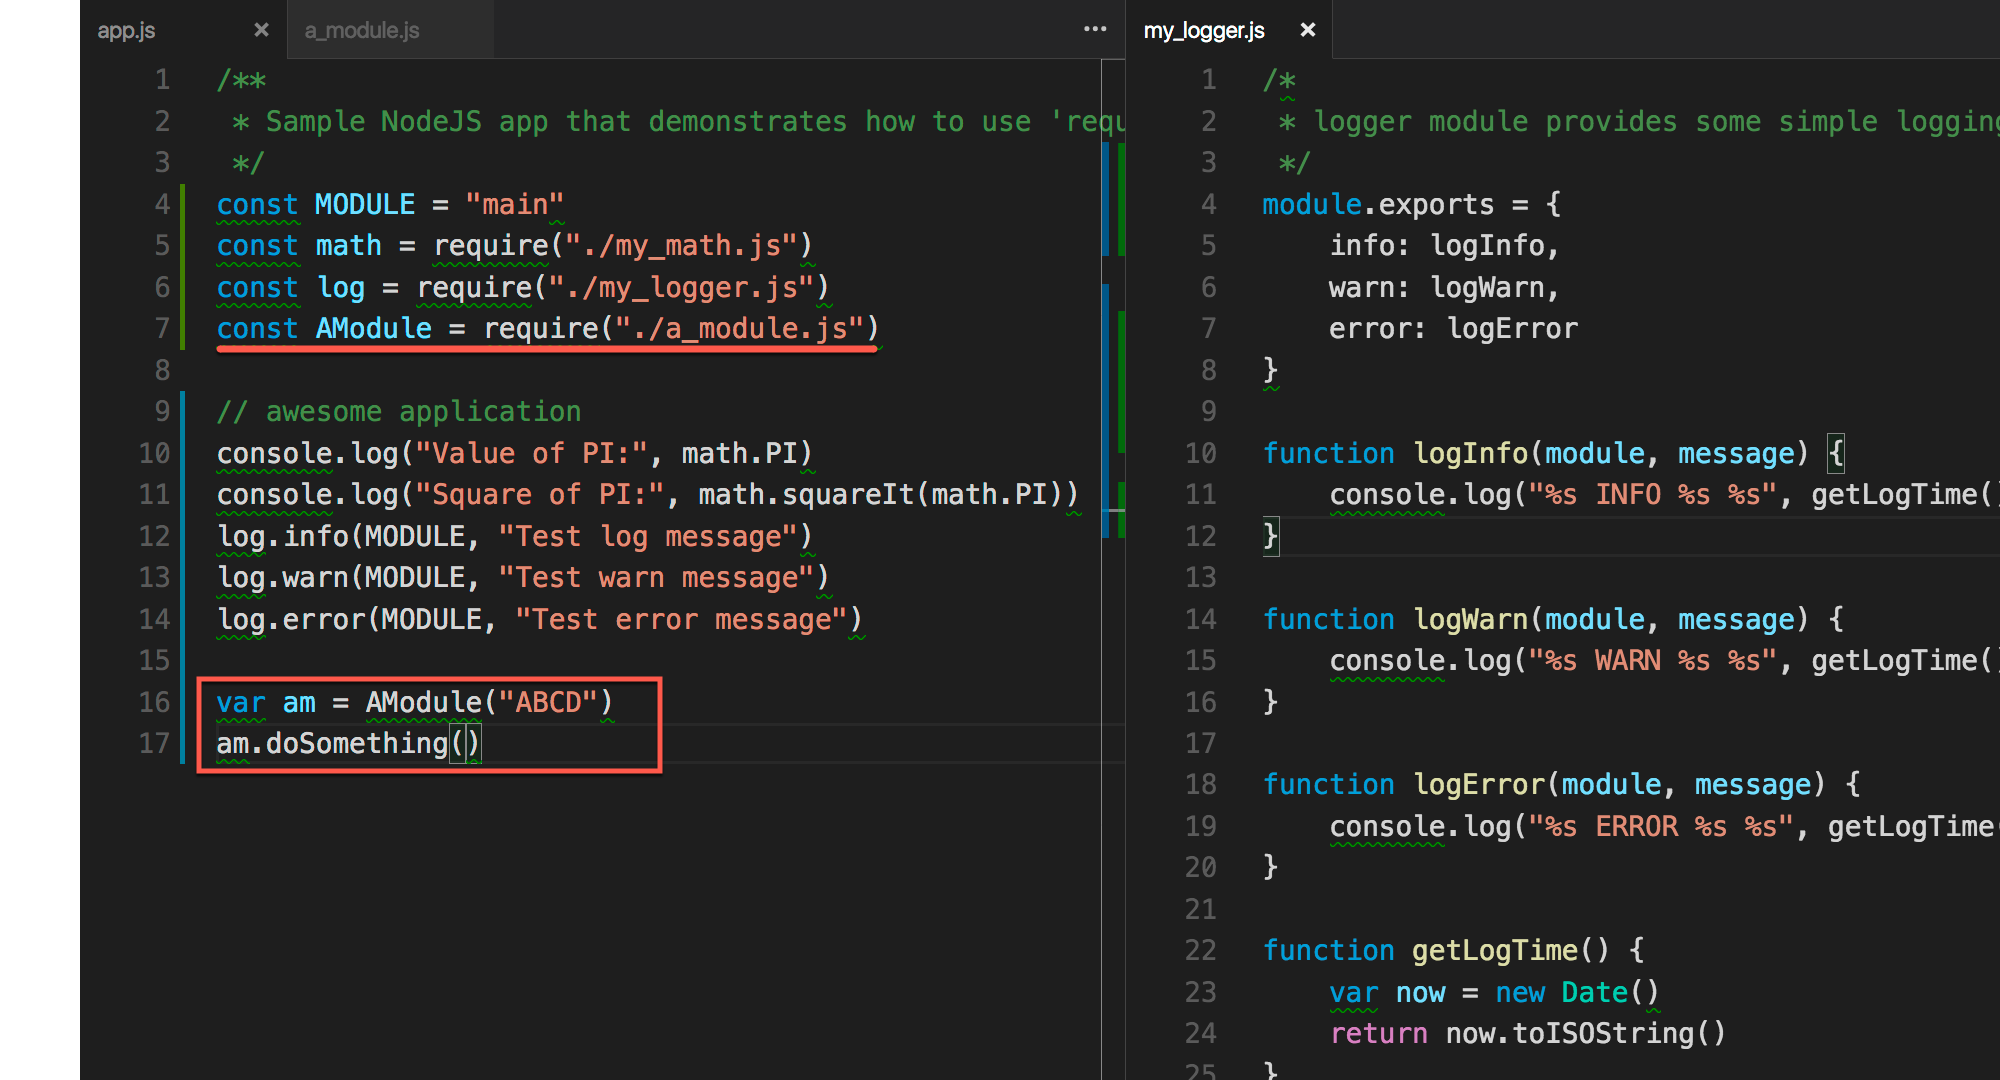 app.js
a_module.js
1 /**
2  * Sample NodeJS app that demonstrates how to use 'requ
3  */
4 const MODULE = "main"
5 const math = require("./my_math.js")
6 const log = require("./my_logger.js")
7 const AModule = require("./a_module.js")
8
9 // awesome application
10 console.log("Value of PI:", math.PI)
11 console.log("Square of PI:", math.squareIt(math.PI))
12 log.info(MODULE, "Test log message")
13 log.warn(MODULE, "Test warn message")
14 log.error(MODULE, "Test error message")
15
16 var am = AModule("ABCD")
17 am.doSomething()
my_logger.js
1 /*
2  * logger module provides some simple logging
3  */
4 module.exports = {
5     info: logInfo,
6     warn: logWarn,
7     error: logError
8 }
9
10 function logInfo(module, message) {
11     console.log("%s INFO %s %s", getLogTime()
12 }
13
14 function logWarn(module, message) {
15     console.log("%s WARN %s %s", getLogTime()
16 }
17
18 function logError(module, message) {
19     console.log("%s ERROR %s %s", getLogTime(
20 }
21
22 function getLogTime() {
23     var now = new Date()
24     return now.toISOString()
25 }